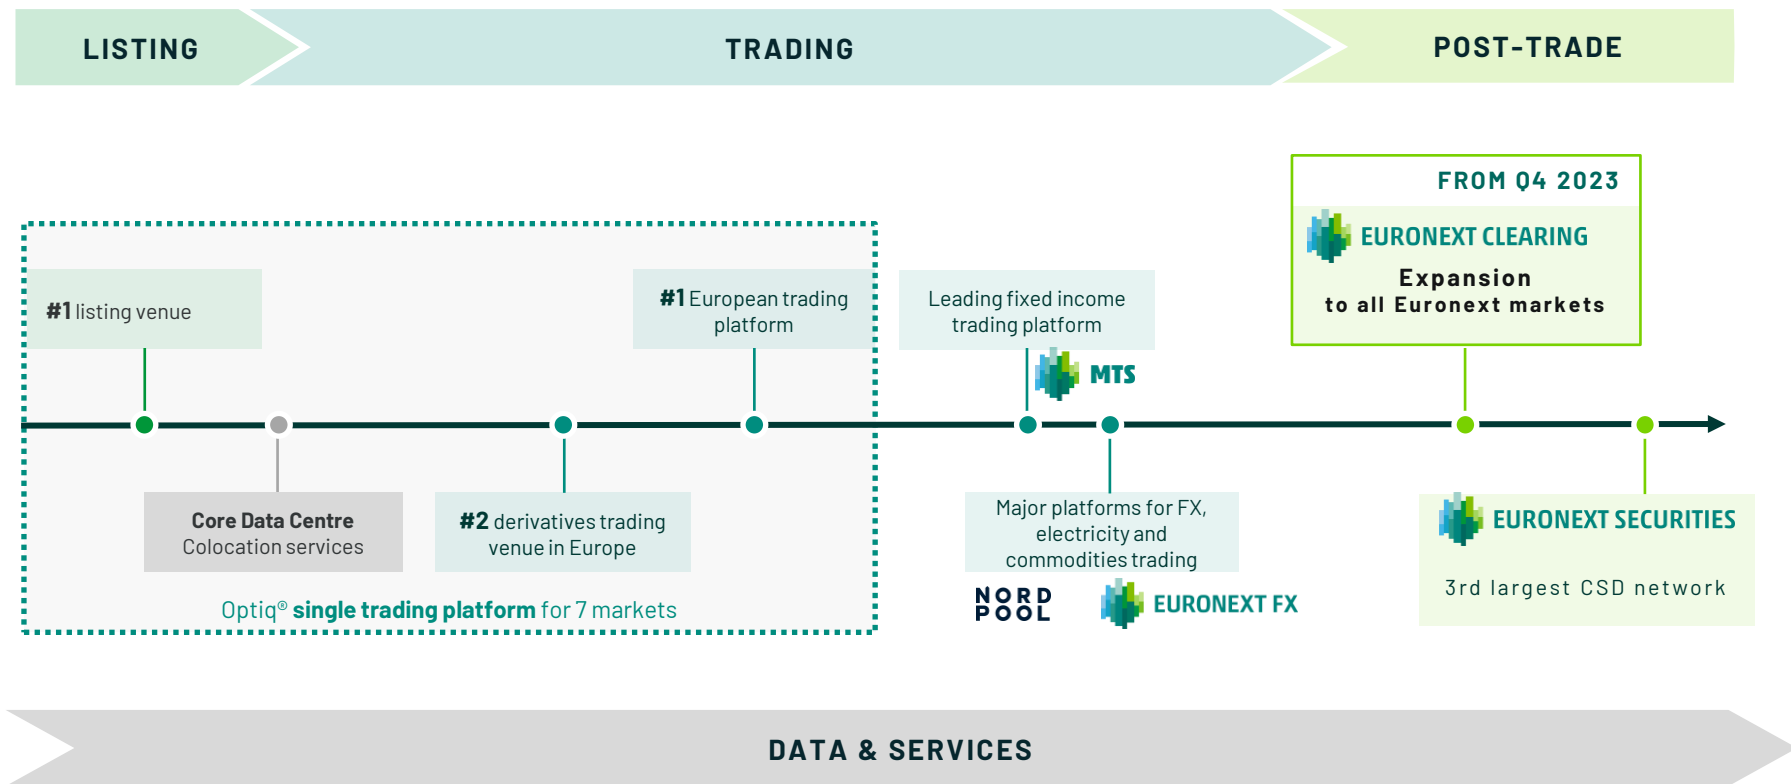 LISTING
TRADING
POST-TRADE
FROM Q4 2023
EURONEXT CLEARING
Expansion
to all Euronext markets
#1 listing venue
#1 European trading
platform
Leading fixed income
trading platform
MTS
Core Data Centre
Colocation services
#2 derivatives trading
venue in Europe
Major platforms for FX,
electricity and
commodities trading
NORD
POOL
EURONEXT FX
EURONEXT SECURITIES
3rd largest CSD network
Optiq® single trading platform for 7 markets
DATA & SERVICES